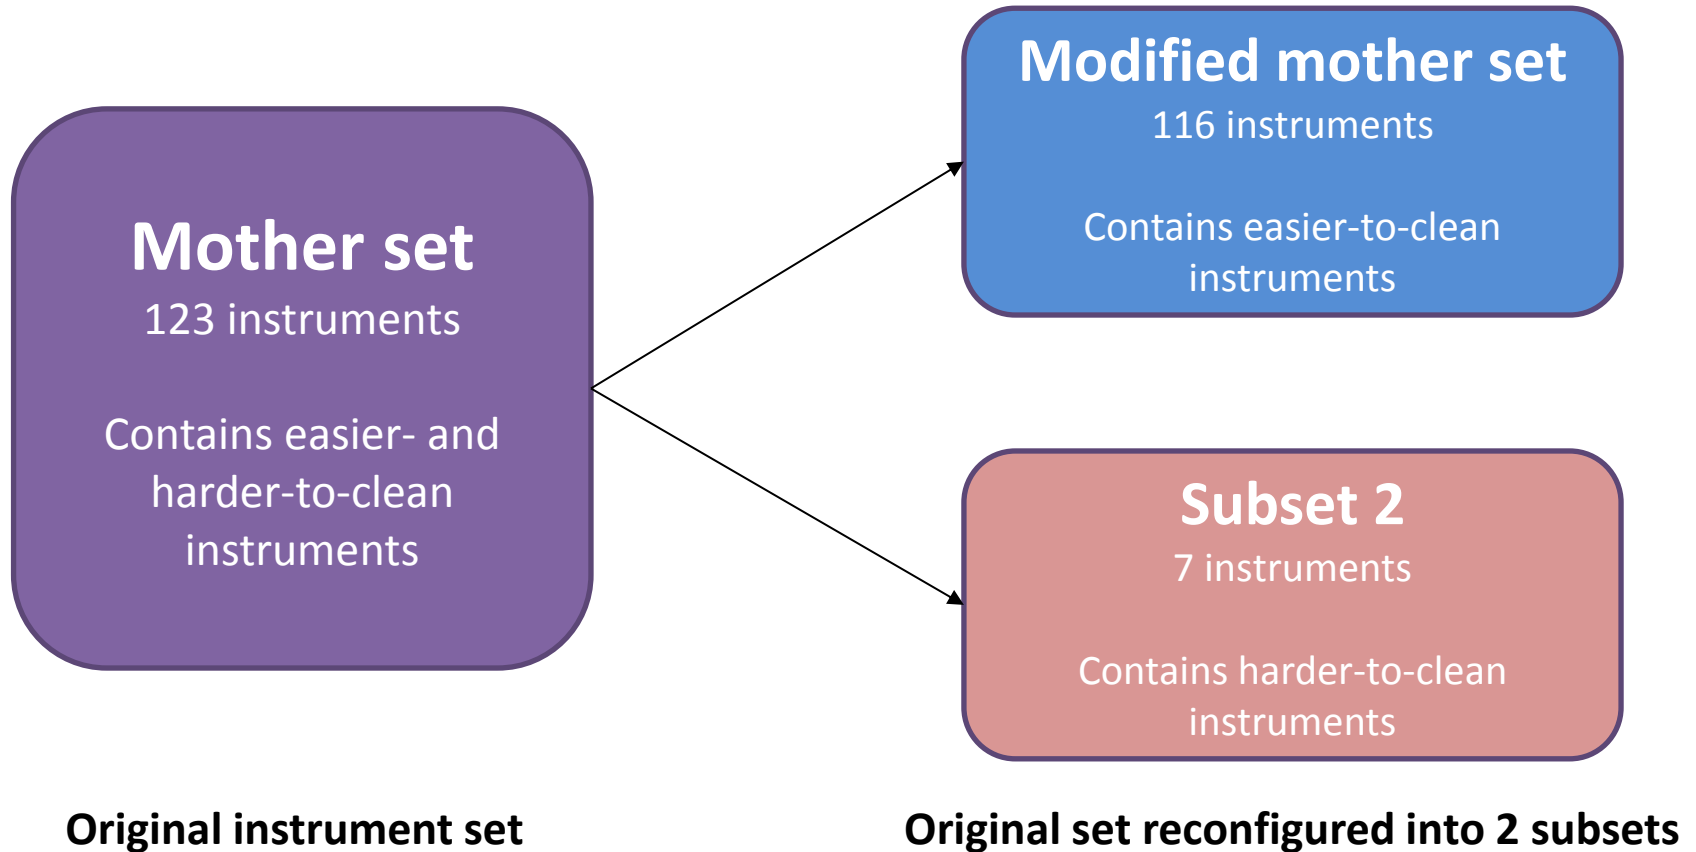 Mother set
123 instruments
Contains easier- and
harder-to-clean
instruments
Modified mother set
116 instruments
Contains easier-to-clean
instruments
Subset 2
7 instruments
Contains harder-to-clean
instruments
Original instrument set
Original set reconfigured into 2 subsets